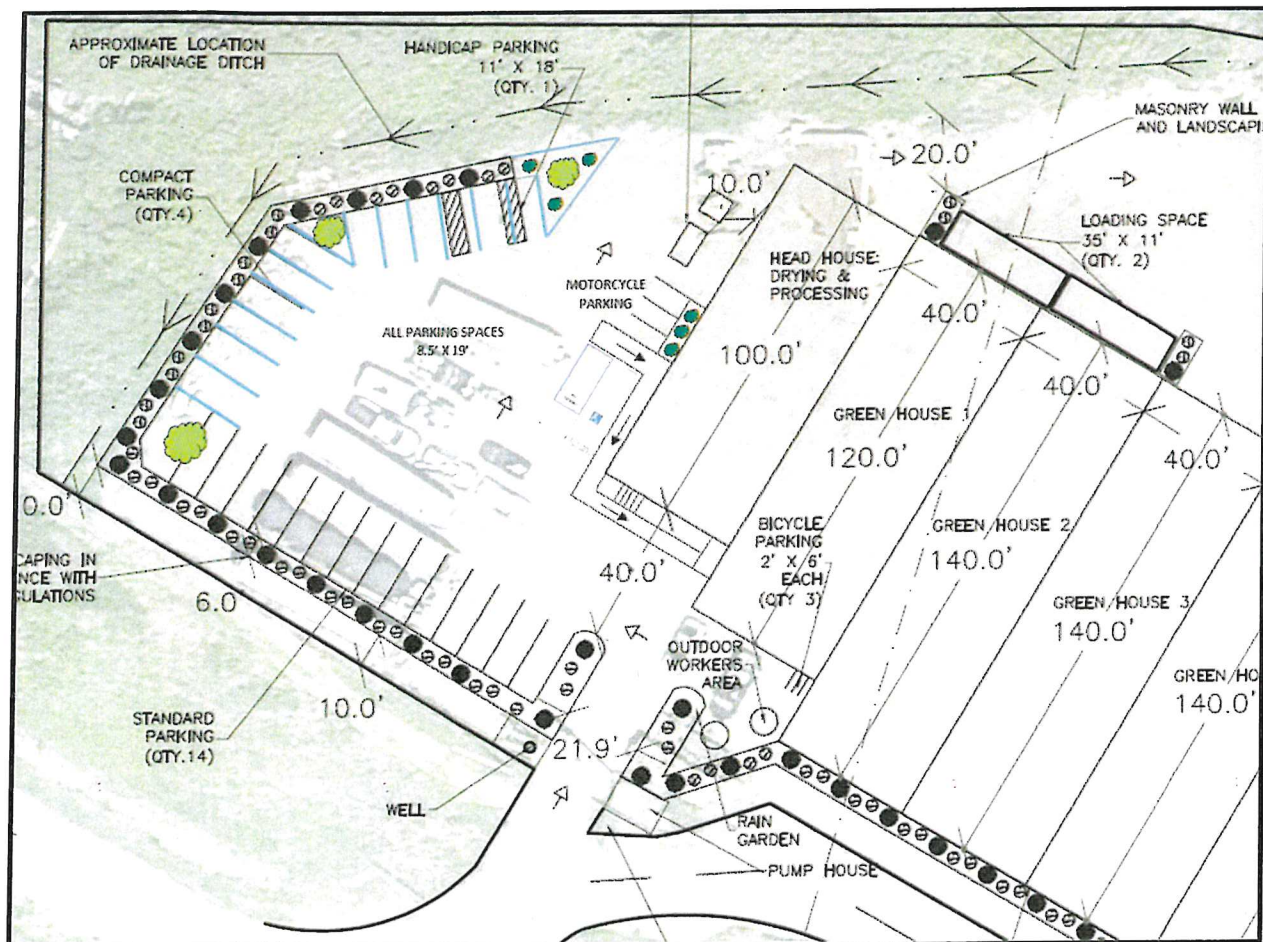 APPROXIMATE LOCATION
OF DRAINAGE DITCH
HANDICAP PARKING
11' X 18'
(QTY. 1)
MASONRY WALL
AND LANDSCAPI
20.0'
COMPACT
PARKING
(QTY.4)
10.0'
LOADING SPACE
35' X 11'
(QTY. 2)
HEAD HOUSE:
DRYING &
PROCESSING
MOTORCYCLE
PARKING
40.0'
ALL PARKING SPACES
8.5' X 19'
100.0'
40.0'
GREEN HOUSE 1
120.0'
40.0'
0.0'
BICYCLE
PARKING
2' X 6'
EACH
(QTY 3)
GREEN HOUSE 2
140.0'
CAPING IN
NCE WITH
GULATIONS
40.0'
6.0'
GREEN HOUSE 3
140.0'
OUTDOOR
WORKERS
AREA
GREEN HO
140.0'
10.0'
STANDARD
PARKING
(QTY.14)
21.9'
WELL
RAIN
GARDEN
PUMP HOUSE